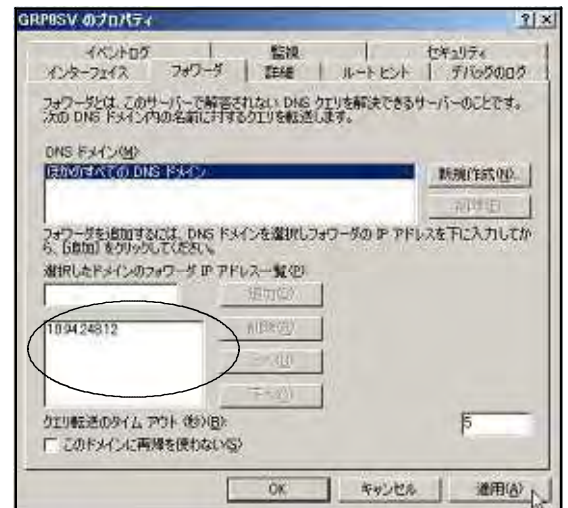 GRP8SV のプロパティ
イベントログ 監視 セキュリティ
インターフェイス フォワーダ 詳細 ルート ヒント デバッグのログ
フォワーダとは、このサーバーで解答されない DNS クエリを解決できるサーバーのことです。
次の DNS ドメイン内の名前に対するクエリを転送します。
DNS ドメイン(M):
ほかのすべての DNS ドメイン
新規作成(N)...
削除(E)
フォワーダを追加するには、DNS ドメインを選択しフォワーダの IP アドレスを下に入力してか
ら、[追加] をクリックしてください。
選択したドメインのフォワーダ IP アドレス一覧(P):
追加(D)
削除(R)
上へ(U)
下へ(O)
クエリ転送のタイム アウト (秒)(B):
5
このドメインに再帰を使わない(S)
OK キャンセル 適用(A)